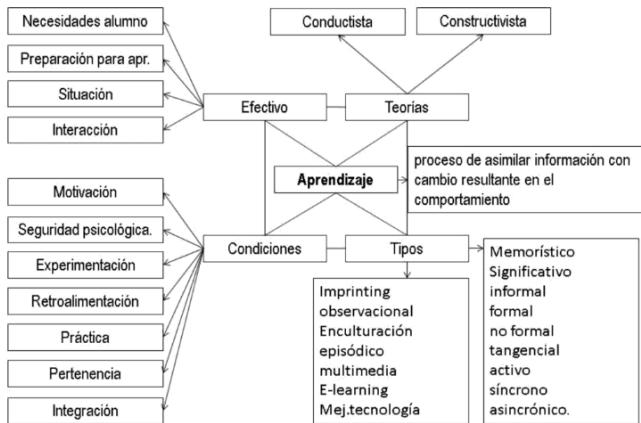 Necesidades alumno
Preparación para apr.
Situación
Interacción
Conductista
Constructivista
Efectivo
Teorías
Aprendizaje
proceso de asimilar información con
cambio resultante en el
comportamiento
Motivación
Seguridad psicológica.
Experimentación
Retroalimentación
Práctica
Pertenencia
Integración
Condiciones
Tipos
Imprinting
observacional
Enculturación
episódico
multimedia
E-learning
Mej.tecnología
Memorístico
Significativo
informal
formal
no formal
tangencial
activo
síncrono
asincrónico.